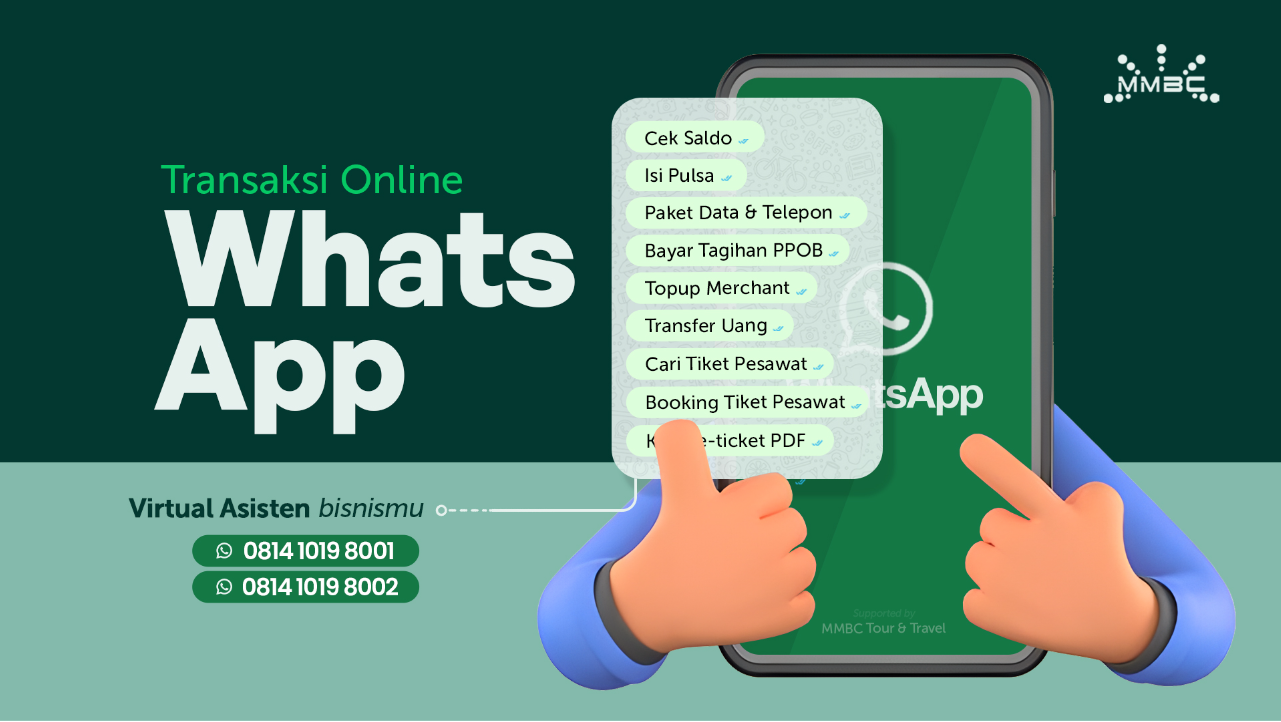 MMBC
Transaksi Online
Whats
App
Cek Saldo
Isi Pulsa
Paket Data & Telepon
Bayar Tagihan PPOB
Topup Merchant
Transfer Uang
Cari Tiket Pesawat
Booking Tiket Pesawat
e-ticket PDF
tsApp
Virtual Asisten bisnismu
0814 1019 8001
0814 1019 8002
Supported by
MMBC Tour & Travel